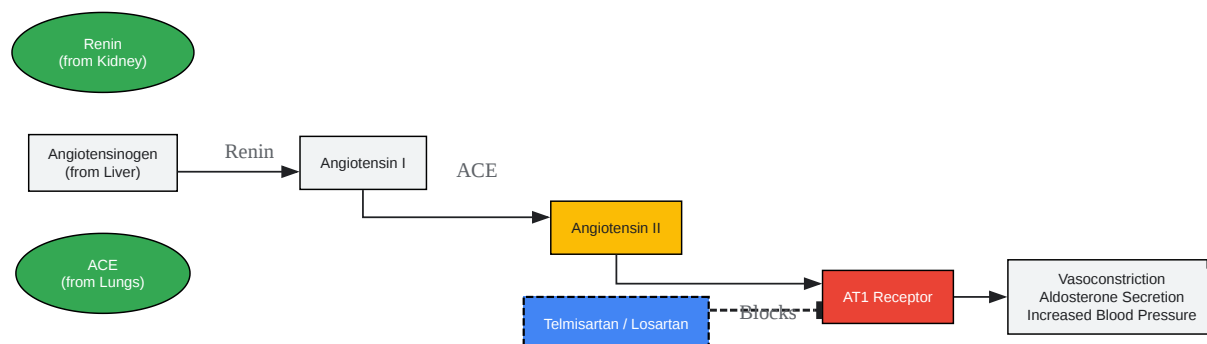 Renin
(from Kidney)
Angiotensinogen
(from Liver)
Renin
Angiotensin I
ACE
ACE
(from Lungs)
Angiotensin II
Telmisartan / Losartan
Blocks
AT1 Receptor
Vasoconstriction
Aldosterone Secretion
Increased Blood Pressure